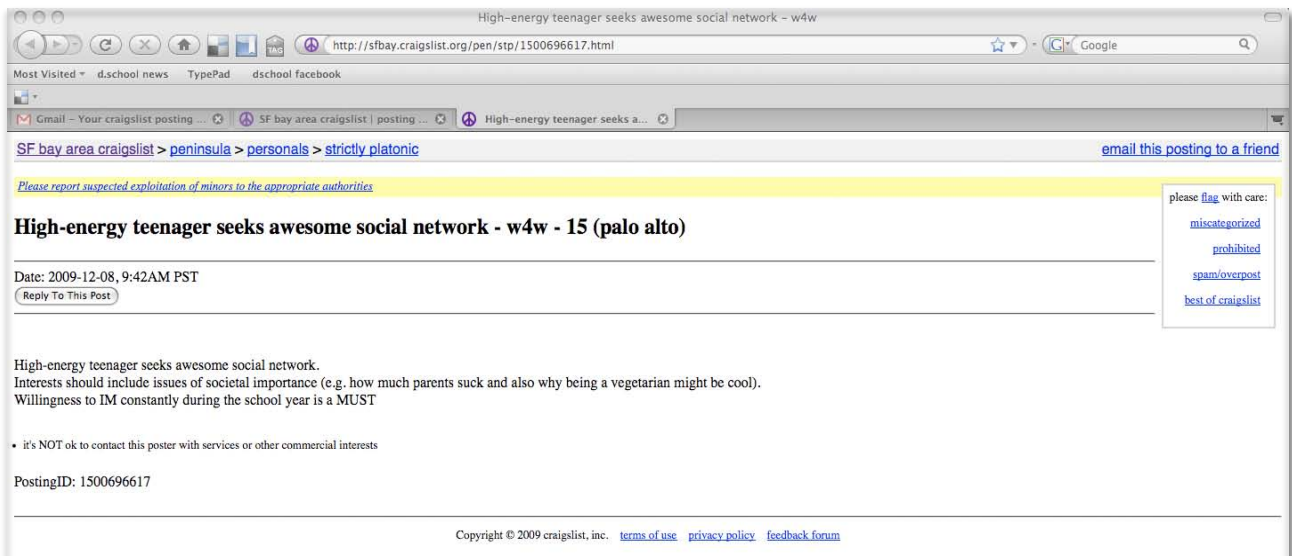 High-energy teenager seeks awesome social network - w4w
TAG
http://sfbay.craigslist.org/pen/stp/1500696617.html
G
Google
Most Visited
d.school news
TypePad
dschool facebook
Gmail - Your craigslist posting ...
SF bay area craigslist | posting ...
High-energy teenager seeks a...
SF bay area craigslist > peninsula > personals > strictly platonic
email this posting to a friend
Please report suspected exploitation of minors to the appropriate authorities
please flag with care:
miscategorized
prohibited
spam/overpost
best of craigslist
High-energy teenager seeks awesome social network - w4w - 15 (palo alto)
Date: 2009-12-08, 9:42AM PST
Reply To This Post
High-energy teenager seeks awesome social network.
Interests should include issues of societal importance (e.g. how much parents suck and also why being a vegetarian might be cool).
Willingness to IM constantly during the school year is a MUST
• it's NOT ok to contact this poster with services or other commercial interests
PostingID: 1500696617
Copyright © 2009 craigslist, inc. terms of use privacy policy feedback forum